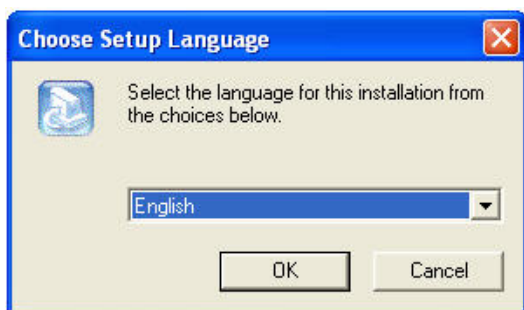 Choose Setup Language
Select the language for this installation from
the choices below.
English
OK
Cancel